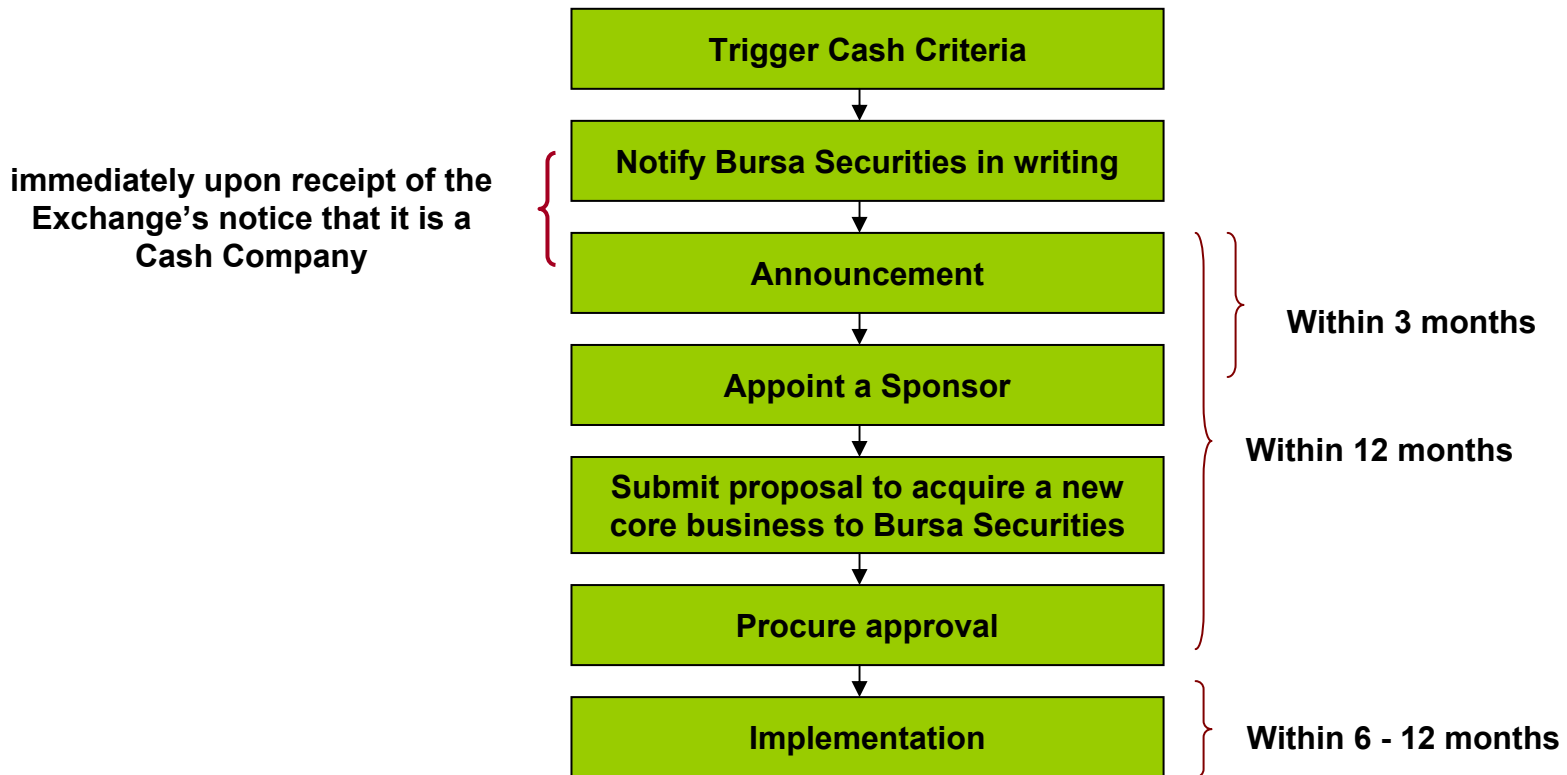 Trigger Cash Criteria
Notify Bursa Securities in writing
immediately upon receipt of the
Exchange’s notice that it is a
Cash Company
Announcement
Within 3 months
Appoint a Sponsor
Within 12 months
Submit proposal to acquire a new
core business to Bursa Securities
Procure approval
Implementation
Within 6 - 12 months